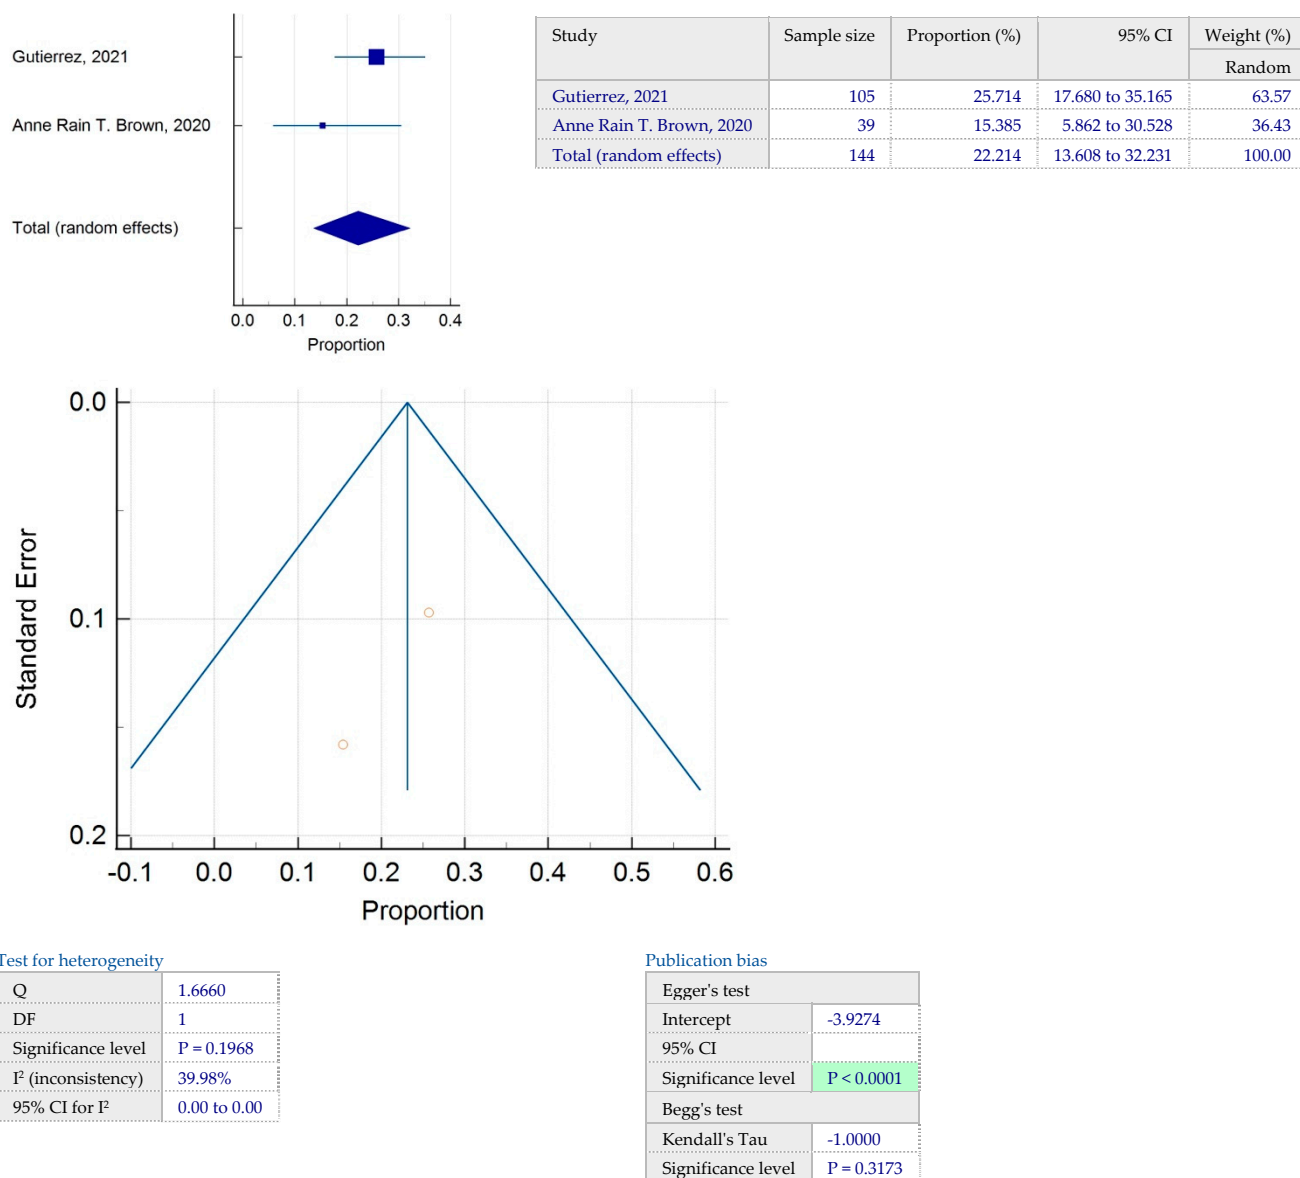 Gutierrez, 2021
Anne Rain T. Brown, 2020
Total (random effects)
0.0 0.1 0.2 0.3 0.4
Proportion
Study Sample size Proportion (%) 95% CI Weight (%)
Random
Gutierrez, 2021 105 25.714 17.680 to 35.165 63.57
Anne Rain T. Brown, 2020 39 15.385 5.862 to 30.528 36.43
Total (random effects) 144 22.214 13.608 to 32.231 100.00
0.0
0.1
0.2
Standard Error
-0.1 0.0 0.1 0.2 0.3 0.4 0.5 0.6
Proportion
Test for heterogeneity
Q 1.6660
DF 1
Significance level P = 0.1968
I² (inconsistency) 39.98%
95% CI for I² 0.00 to 0.00
Publication bias
Egger's test
Intercept -3.9274
95% CI
Significance level P < 0.0001
Begg's test
Kendall's Tau -1.0000
Significance level P = 0.3173